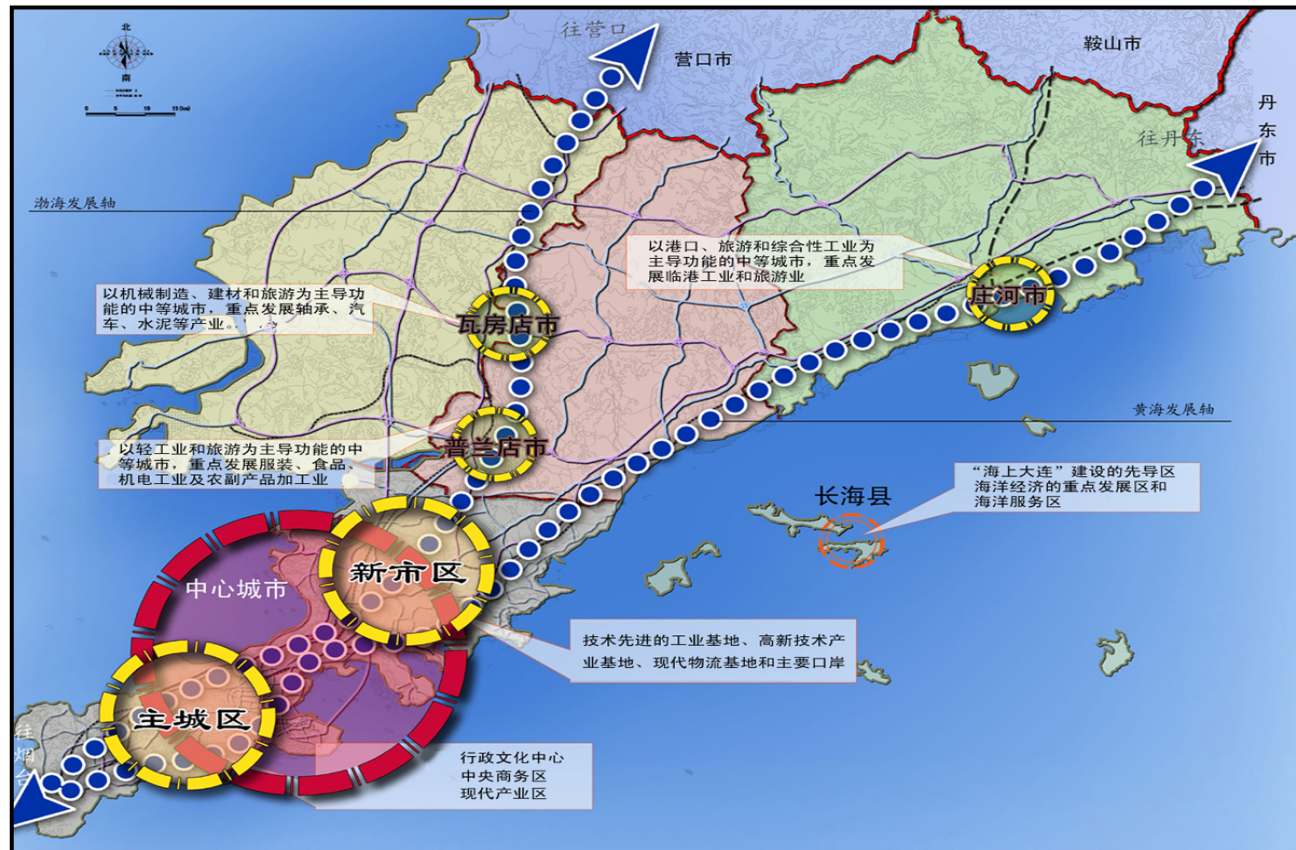 北
南
0 5 10 15(km)
往营口
营口市
鞍山市
丹东市
往丹东
渤海发展轴
以港口、旅游和综合性工业为
主导功能的中等城市，重点发
展临港工业和旅游业
庄河市
以机械制造、建材和旅游为主导功
能的中等城市，重点发展轴承、汽
车、水泥等产业。
瓦房店市
黄海发展轴
普兰店市
以轻工业和旅游为主导功能的中
等城市，重点发展服装、食品、
机电工业及农副产品加工业
“海上大连”建设的先导区
海洋经济的重点发展区和
海洋服务区
长海县
新市区
中心城市
技术先进的工业基地、高新技术产
业基地、现代物流基地和主要口岸
主城区
往烟台
行政文化中心
中央商务区
现代产业区